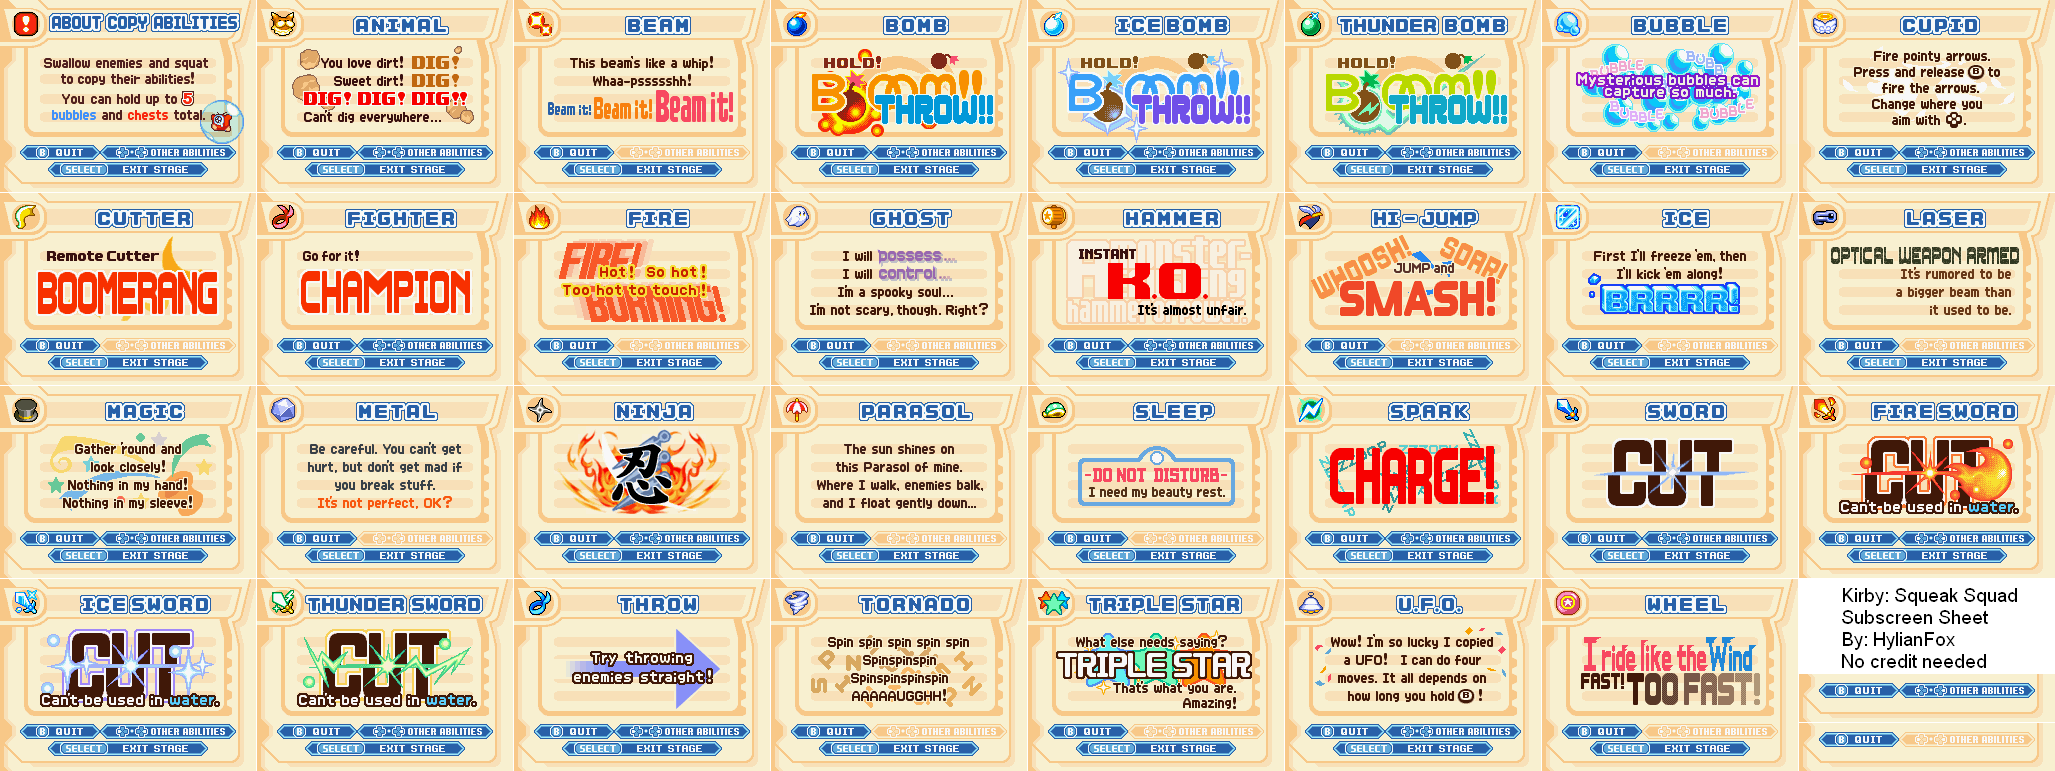 ABOUT COPY ABILITIES
Swallow enemies and squat
to copy their abilities!
You can hold up to 5
bubbles and chests total.
B QUIT OTHER ABILITIES
SELECT EXIT STAGE
ANIMAL
You love dirt! DIG!
Sweet dirt! DIG!
DIG! DIG! DIG!!
Can't dig everywhere...
B QUIT OTHER ABILITIES
SELECT EXIT STAGE
BEAM
This beam's like a whip!
Whaa-pssssshh!
Beam it! Beam it! Beam it!
B QUIT OTHER ABILITIES
SELECT EXIT STAGE
BOMB
HOLD!
BOOM!!
THROW!!
B QUIT OTHER ABILITIES
SELECT EXIT STAGE
ICE BOMB
HOLD!
BOOM!!
THROW!!
B QUIT OTHER ABILITIES
SELECT EXIT STAGE
THUNDER BOMB
HOLD!
BOOM!!
THROW!!
B QUIT OTHER ABILITIES
SELECT EXIT STAGE
BUBBLE
BUBBLE BUBBLE
Mysterious bubbles can
capture so much.
BUBBLE BUBBLE
B QUIT OTHER ABILITIES
SELECT EXIT STAGE
CUPID
Fire pointy arrows.
Press and release B to
fire the arrows.
Change where you
aim with .
B QUIT OTHER ABILITIES
SELECT EXIT STAGE
CUTTER
Remote Cutter
BOOMERANG
B QUIT OTHER ABILITIES
SELECT EXIT STAGE
FIGHTER
Go for it!
CHAMPION
B QUIT OTHER ABILITIES
SELECT EXIT STAGE
FIRE
FIRE!
Hot! So hot!
Too hot to touch!
BURNING!
B QUIT OTHER ABILITIES
SELECT EXIT STAGE
GHOST
I will possess...
I will control...
I'm a spooky soul...
I'm not scary, though. Right?
B QUIT OTHER ABILITIES
SELECT EXIT STAGE
HAMMER
INSTANT
K.O.
It's almost unfair.
B QUIT OTHER ABILITIES
SELECT EXIT STAGE
HI-JUMP
WHOOSH! SOAR!
JUMP and
SMASH!
B QUIT OTHER ABILITIES
SELECT EXIT STAGE
ICE
First I'll freeze 'em, then
I'll kick 'em along!
BRRRR!
B QUIT OTHER ABILITIES
SELECT EXIT STAGE
LASER
OPTICAL WEAPON ARMED
It's rumored to be
a bigger beam than
it used to be.
B QUIT OTHER ABILITIES
SELECT EXIT STAGE
MAGIC
Gather 'round and
look closely!
Nothing in my hand!
Nothing in my sleeve!
B QUIT OTHER ABILITIES
SELECT EXIT STAGE
METAL
Be careful. You can't get
hurt, but don't get mad if
you break stuff.
It's not perfect, OK?
B QUIT OTHER ABILITIES
SELECT EXIT STAGE
NINJA
忍
B QUIT OTHER ABILITIES
SELECT EXIT STAGE
PARASOL
The sun shines on
this Parasol of mine.
Where I walk, enemies balk,
and I float gently down...
B QUIT OTHER ABILITIES
SELECT EXIT STAGE
SLEEP
-DO NOT DISTURB-
I need my beauty rest.
B QUIT OTHER ABILITIES
SELECT EXIT STAGE
SPARK
CHARGE!
B QUIT OTHER ABILITIES
SELECT EXIT STAGE
SWORD
CUT
B QUIT OTHER ABILITIES
SELECT EXIT STAGE
FIRE SWORD
CUT
Can't be used in water.
B QUIT OTHER ABILITIES
SELECT EXIT STAGE
ICE SWORD
CUT
Can't be used in water.
B QUIT OTHER ABILITIES
SELECT EXIT STAGE
THUNDER SWORD
CUT
Can't be used in water.
B QUIT OTHER ABILITIES
SELECT EXIT STAGE
THROW
Try throwing
enemies straight!
B QUIT OTHER ABILITIES
SELECT EXIT STAGE
TORNADO
Spin spin spin spin spin
Spinspinspin
Spinspinspinspin
AAAAAUGGHH!
B QUIT OTHER ABILITIES
SELECT EXIT STAGE
TRIPLE STAR
What else needs saying?
TRIPLE STAR
That's what you are.
Amazing!
B QUIT OTHER ABILITIES
SELECT EXIT STAGE
U.F.O.
Wow! I'm so lucky I copied
a UFO! I can do four
moves. It all depends on
how long you hold B!
B QUIT OTHER ABILITIES
SELECT EXIT STAGE
WHEEL
I ride like the Wind
FAST! TOO FAST!
B QUIT OTHER ABILITIES
SELECT EXIT STAGE
Kirby: Squeak Squad
Subscreen Sheet
By: HylianFox
No credit needed
B QUIT OTHER ABILITIES
B QUIT OTHER ABILITIES